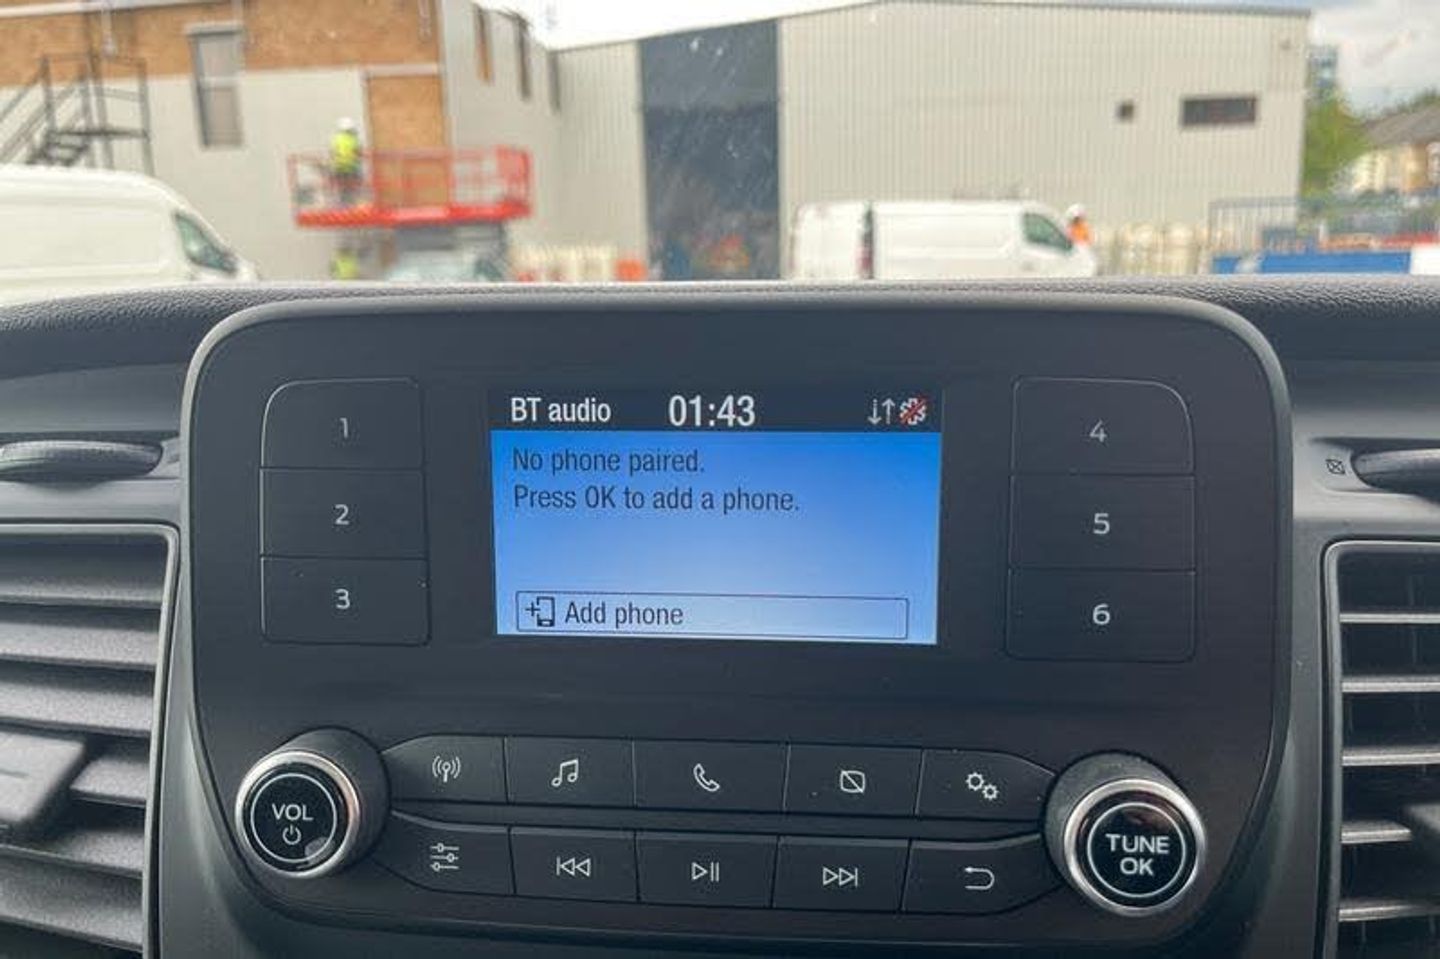 BT audio 01:43
No phone paired.
Press OK to add a phone.
Add phone
1
2
3
4
5
6
VOL
TUNE
OK